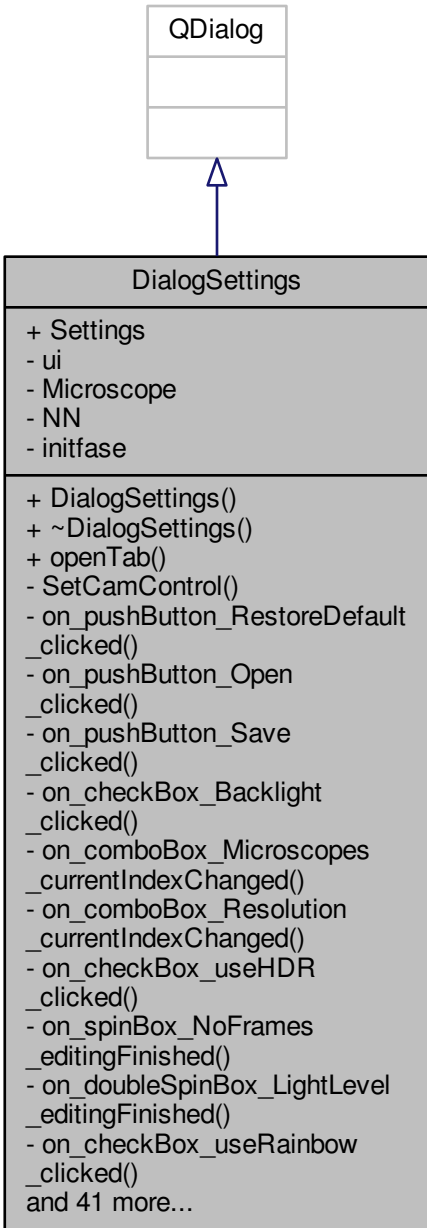 QDialog
DialogSettings
+ Settings
- ui
- Microscope
- NN
- initfase
+ DialogSettings()
+ ~DialogSettings()
+ openTab()
- SetCamControl()
- on_pushButton_RestoreDefault
_clicked()
- on_pushButton_Open
_clicked()
- on_pushButton_Save
_clicked()
- on_checkBox_Backlight
_clicked()
- on_comboBox_Microscopes
_currentIndexChanged()
- on_comboBox_Resolution
_currentIndexChanged()
- on_checkBox_useHDR
_clicked()
- on_spinBox_NoFrames
_editingFinished()
- on_doubleSpinBox_LightLevel
_editingFinished()
- on_checkBox_useRainbow
_clicked()
and 41 more...